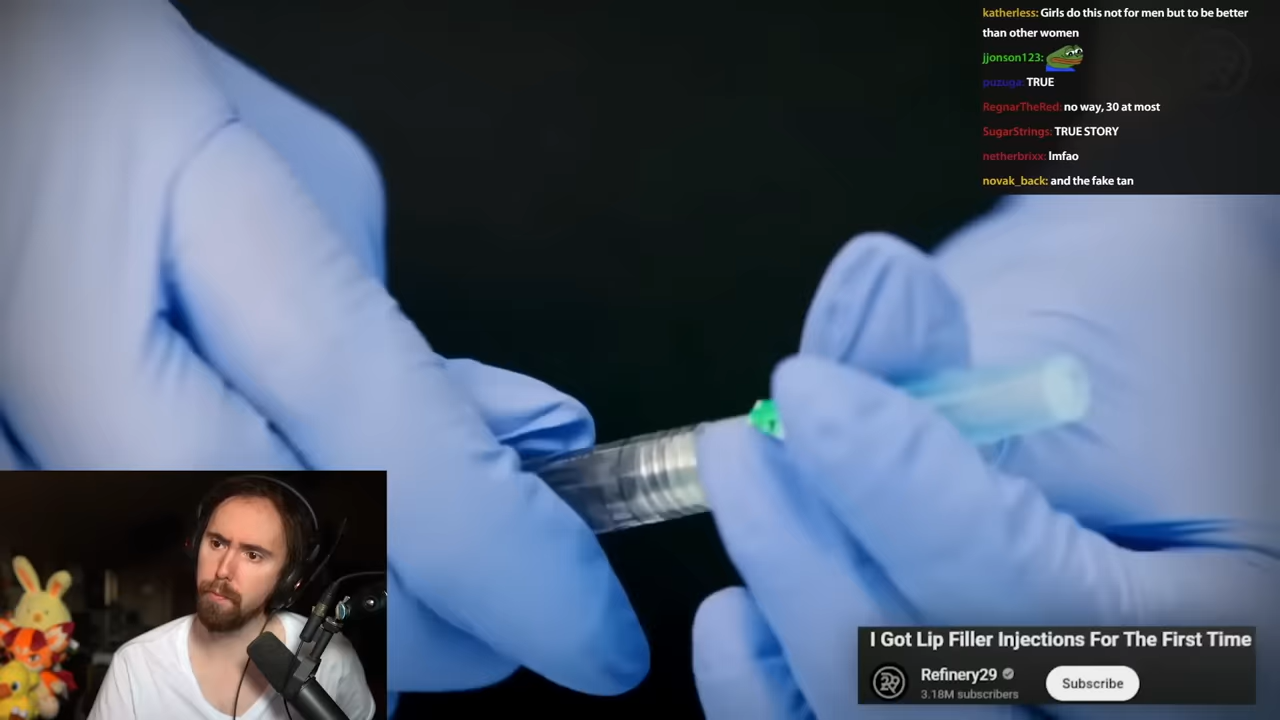 katherless: Girls do this not for men but to be better
than other women
jjonson123:
puzuga: TRUE
RegnarTheRed: no way, 30 at most
SugarStrings: TRUE STORY
netherbrixx: lmfao
novak_back: and the fake tan
I Got Lip Filler Injections For The First Time
Refinery29
3.18M subscribers
Subscribe